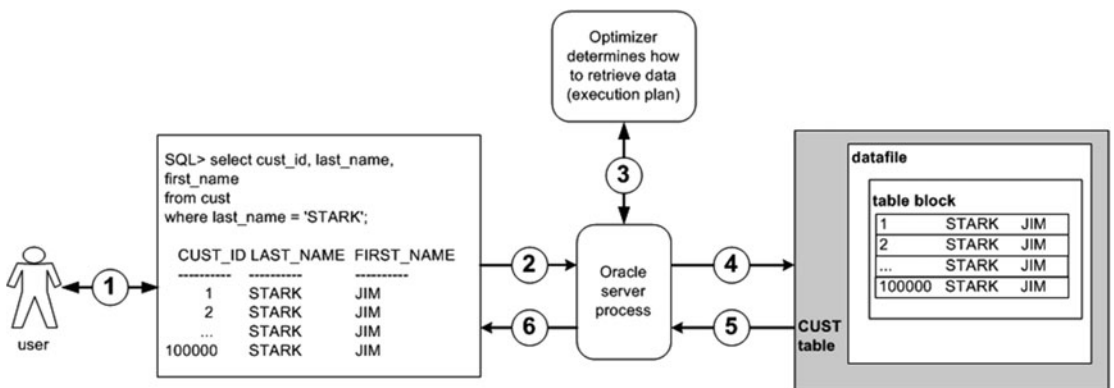 Optimizer
determines how
to retrieve data
(execution plan)
SQL> select cust_id, last_name,
first_name
from cust
where last_name = 'STARK';
CUST_ID LAST_NAME FIRST_NAME
---------- ---------- ----------
1 STARK JIM
2 STARK JIM
... STARK JIM
100000 STARK JIM
user
1
2
3
4
5
6
Oracle
server
process
CUST
table
datafile
table block
1 STARK JIM
2 STARK JIM
... STARK JIM
100000 STARK JIM